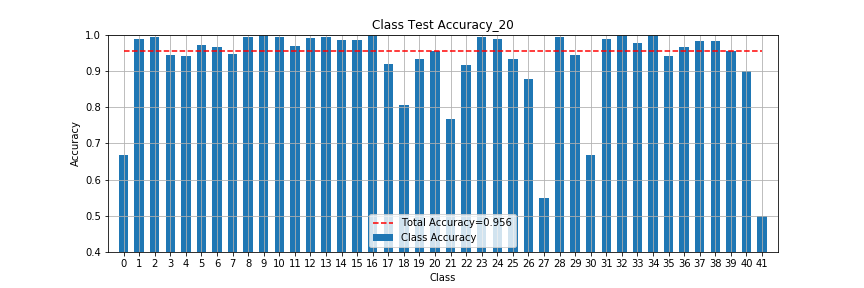 Class Test Accuracy_20
1.0
0.9
0.8
0.7
0.6
0.5
0.4
Accuracy
Total Accuracy=0.956
Class Accuracy
0 1 2 3 4 5 6 7 8 9 10 11 12 13 14 15 16 17 18 19 20 21 22 23 24 25 26 27 28 29 30 31 32 33 34 35 36 37 38 39 40 41
Class